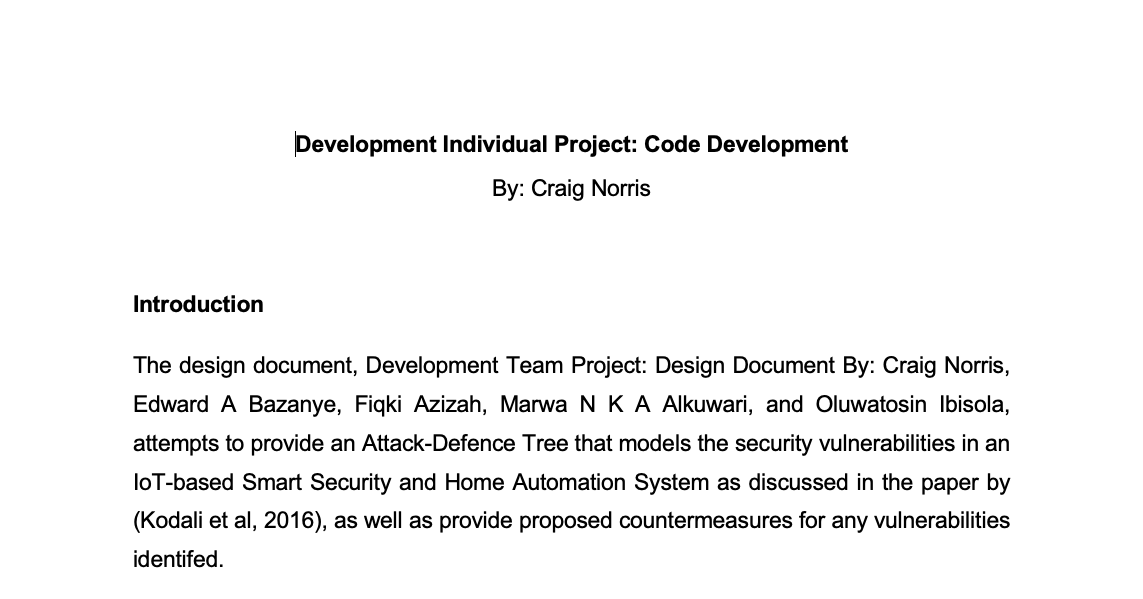 Development Individual Project: Code Development
By: Craig Norris
Introduction
The design document, Development Team Project: Design Document By: Craig Norris,
Edward A Bazanye, Fiqki Azizah, Marwa N K A Alkuwari, and Oluwatosin Ibisola,
attempts to provide an Attack-Defence Tree that models the security vulnerabilities in an
IoT-based Smart Security and Home Automation System as discussed in the paper by
(Kodali et al, 2016), as well as provide proposed countermeasures for any vulnerabilities
identifed.